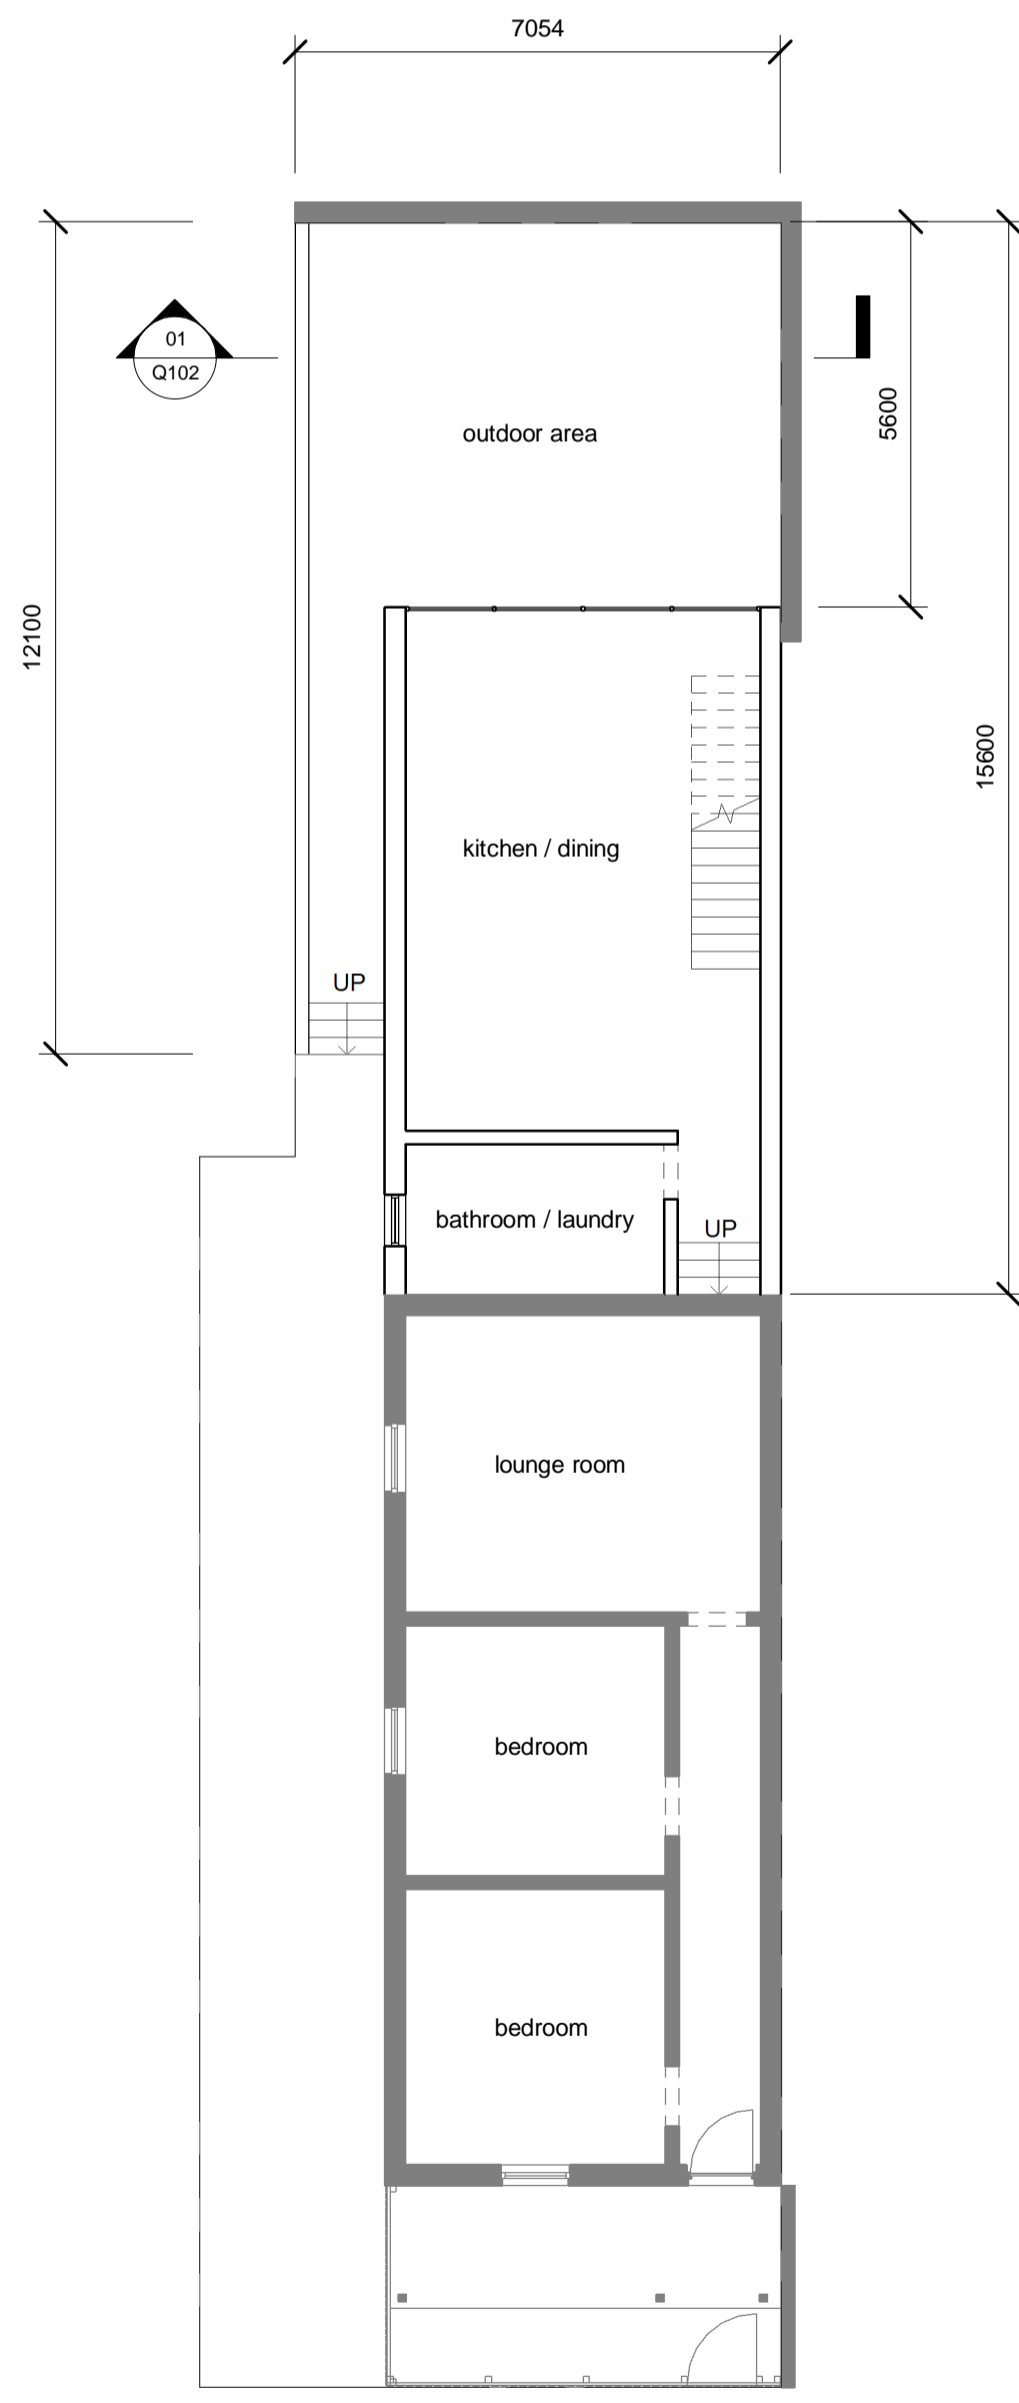 7054
01
Q102
5600
outdoor area
12100
15600
kitchen / dining
UP
bathroom / laundry
UP
lounge room
bedroom
bedroom